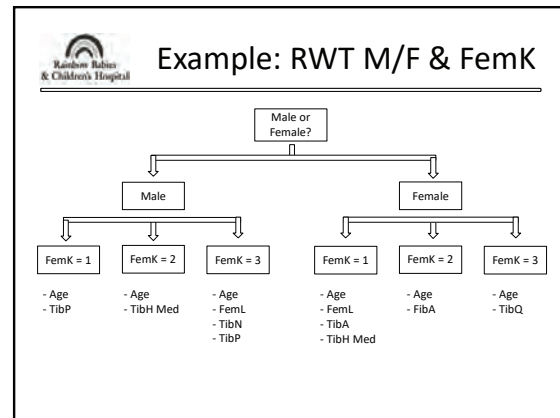 Rainbow Babies
& Children's Hospital
Example: RWT M/F & FemK
Male or
Female?
Male
Female
FemK = 1
FemK = 2
FemK = 3
FemK = 1
FemK = 2
FemK = 3
- Age
- TibP
- Age
- TibH Med
- Age
- FemL
- TibN
- TibP
- Age
- FemL
- TibA
- TibH Med
- Age
- FibA
- Age
- TibQ